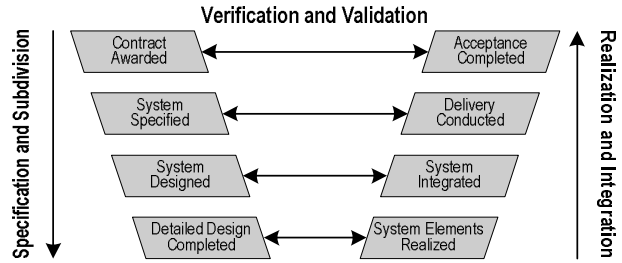 Verification and Validation
Specification and Subdivision
Contract
Awarded
Acceptance
Completed
Realization and Integration
System
Specified
Delivery
Conducted
System
Designed
System
Integrated
Detailed Design
Completed
System Elements
Realized